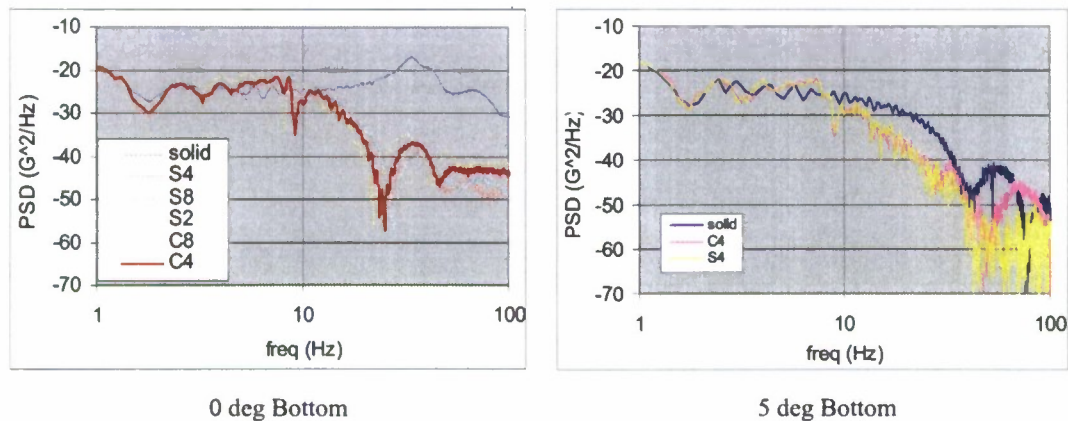 -10
-20
-30
-40
-50
-60
-70
PSD (G^2/Hz)
solid
S4
S8
S2
C8
C4
1
10
100
freq (Hz)
0 deg Bottom
-10
-20
-30
-40
-50
-60
-70
PSD (G^2/Hz;
solid
C4
S4
1
10
100
freq (Hz)
5 deg Bottom